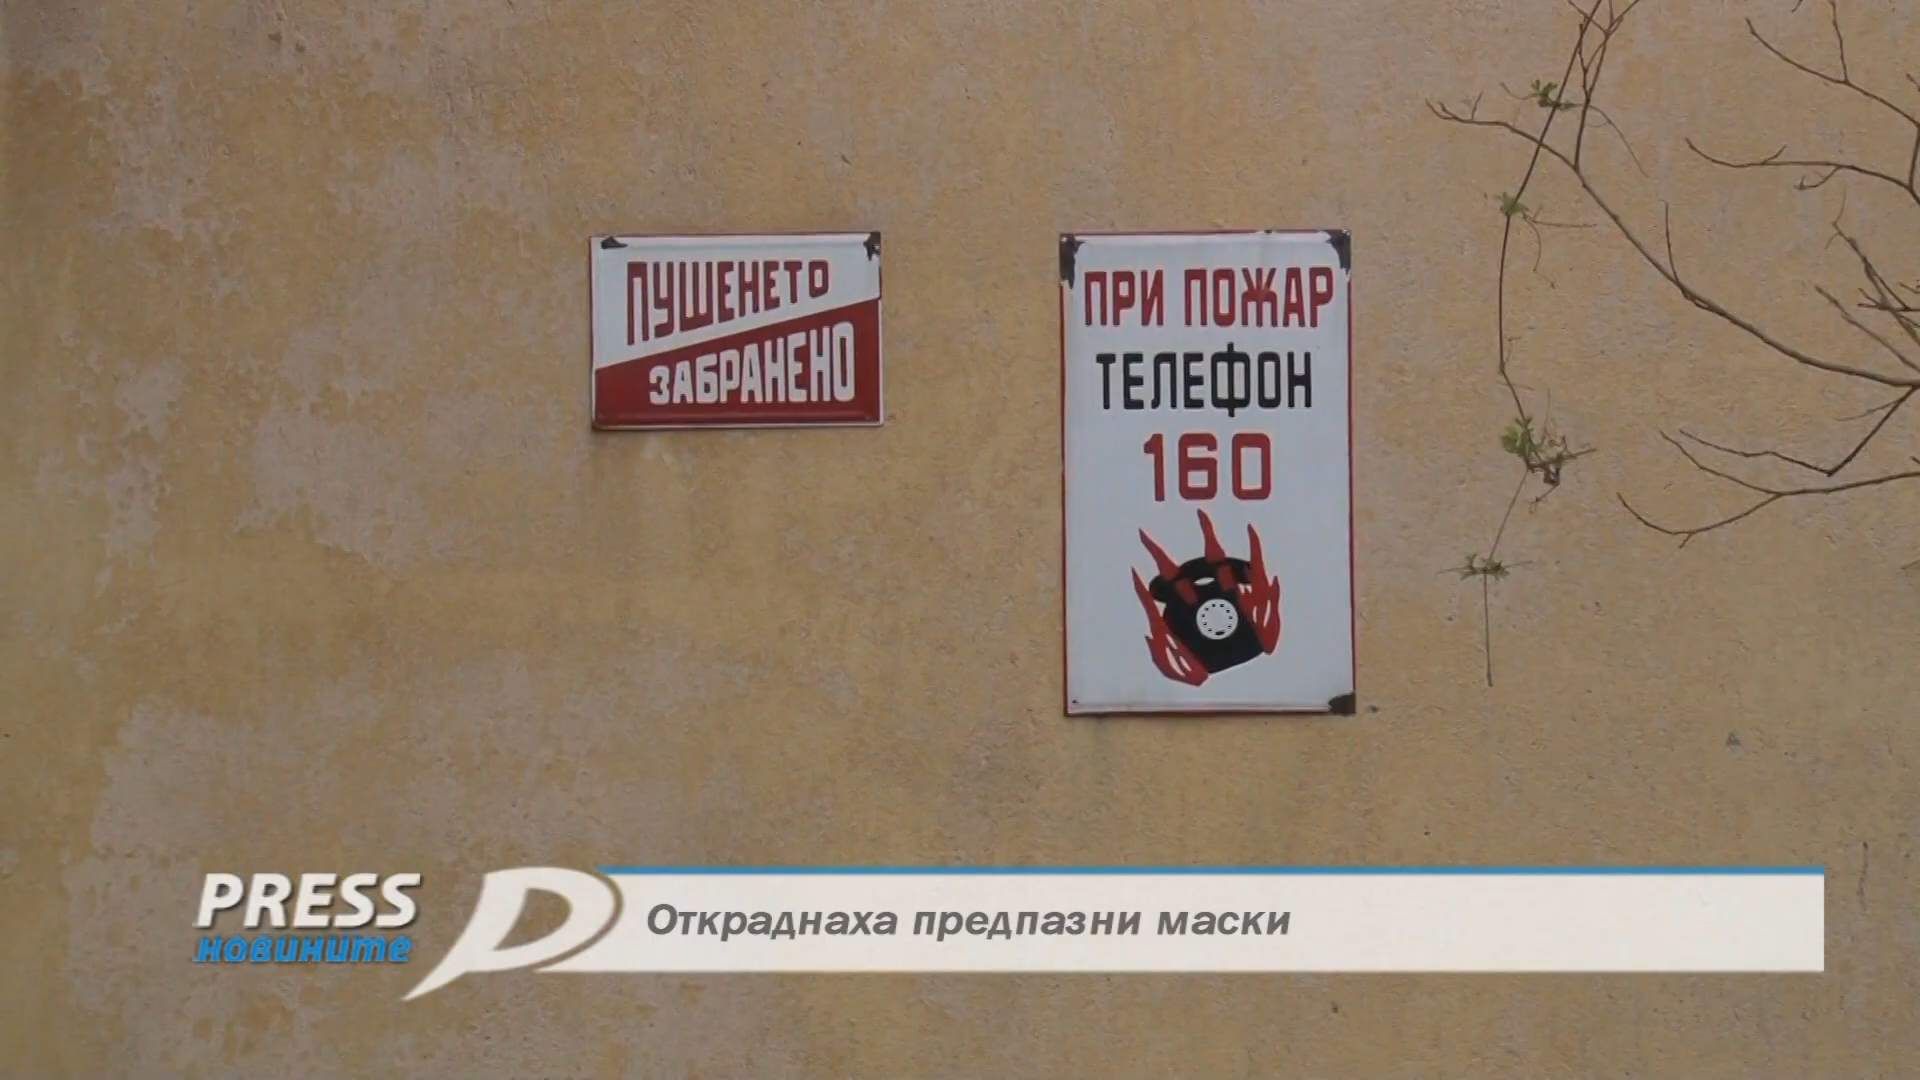 ПУШЕНЕТО
ЗАБРАНЕНО
ПРИ ПОЖАР
ТЕЛЕФОН
160
PRESS
новините
Откраднаха предпазни маски